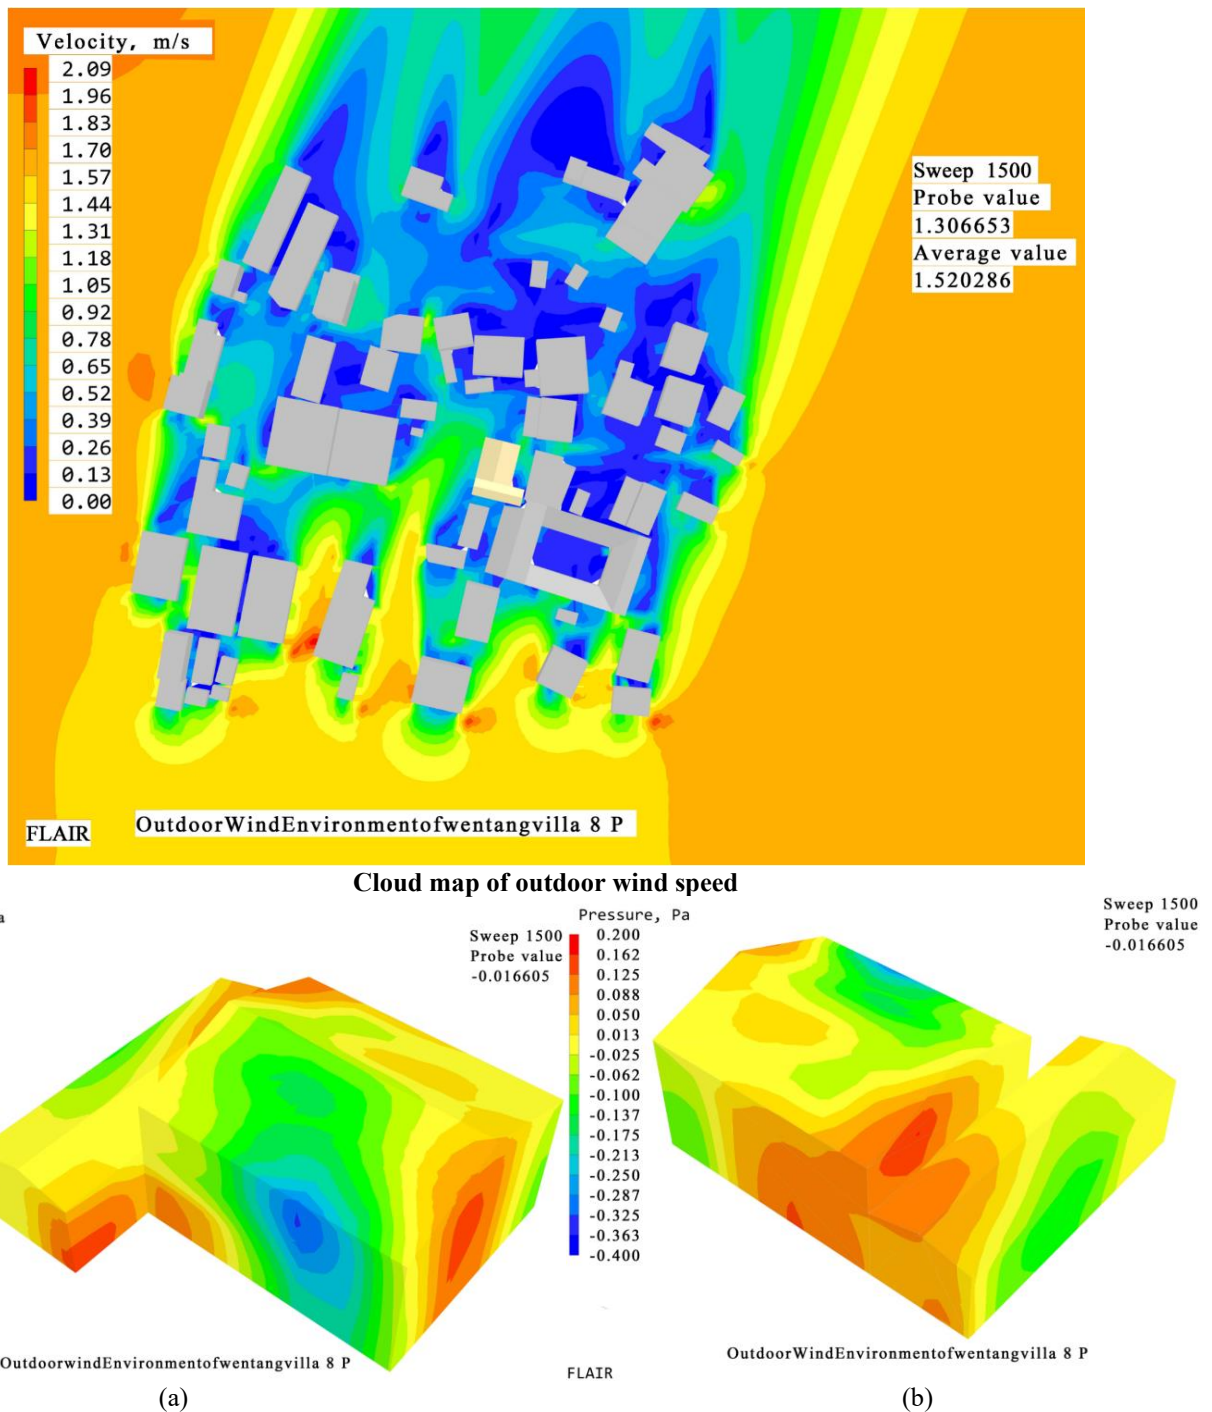 Velocity, m/s
2.09
1.96
1.83
1.70
1.57
1.44
1.31
1.18
1.05
0.92
0.78
0.65
0.52
0.39
0.26
0.13
0.00
Sweep 1500
Probe value
1.306653
Average value
1.520286
FLAIR
OutdoorWindEnvironmentofwentangvilla 8 P
Cloud map of outdoor wind speed
a
Sweep 1500
Probe value
-0.016605
Pressure, Pa
0.200
0.162
0.125
0.088
0.050
0.013
-0.025
-0.062
-0.100
-0.137
-0.175
-0.213
-0.250
-0.287
-0.325
-0.363
-0.400
Sweep 1500
Probe value
-0.016605
OutdoorwindEnvironmentofwentangvilla 8 P
FLAIR
OutdoorWindEnvironmentofwentangvilla 8 P
(a)
(b)